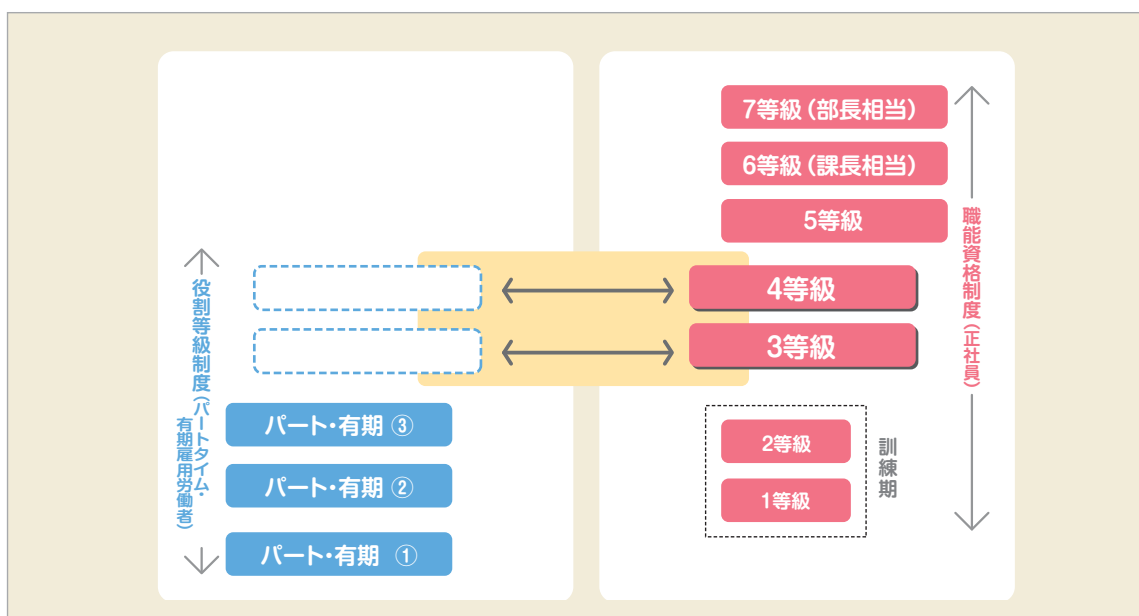 役割等級制度(パートタイム・
有期雇用労働者)
パート・有期 ③
パート・有期 ②
パート・有期 ①
7等級(部長相当)
6等級(課長相当)
5等級
4等級
3等級
2等級
1等級
訓練期
職能資格制度(正社員)